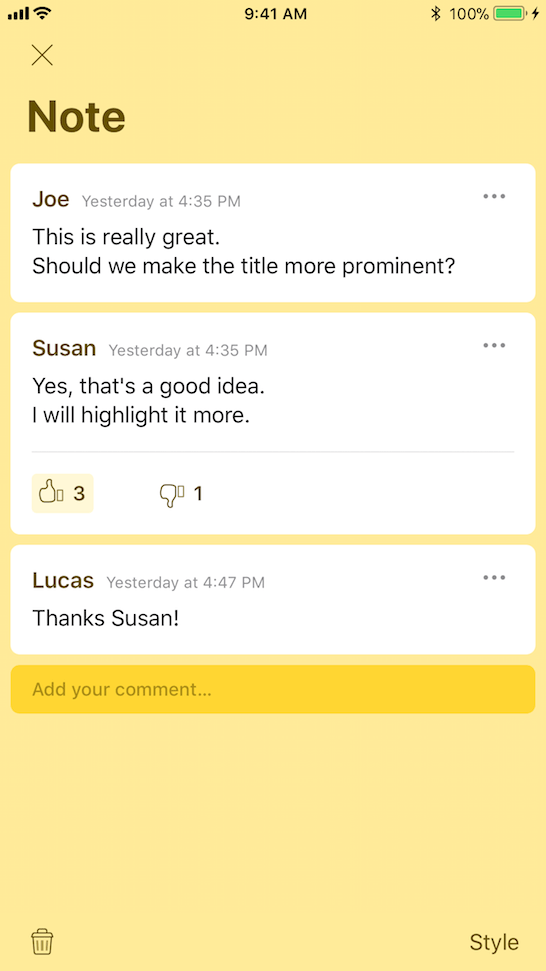 9:41 AM
100%
Note
Joe Yesterday at 4:35 PM
This is really great.
Should we make the title more prominent?
Susan Yesterday at 4:35 PM
Yes, that's a good idea.
I will highlight it more.
3 1
Lucas Yesterday at 4:47 PM
Thanks Susan!
Add your comment...
Style